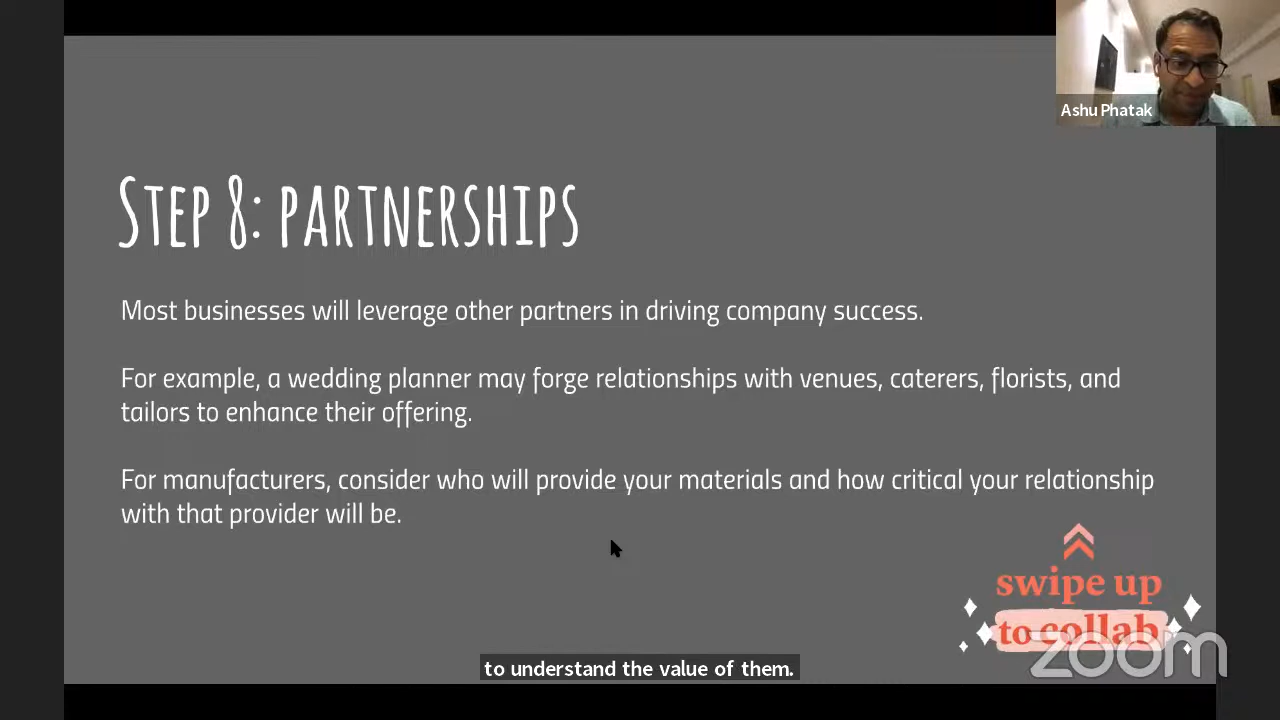 Ashu Phatak
Step 8: partnerships
Most businesses will leverage other partners in driving company success.
For example, a wedding planner may forge relationships with venues, caterers, florists, and
tailors to enhance their offering.
For manufacturers, consider who will provide your materials and how critical your relationship
with that provider will be.
swipe up
to collab
zoom
to understand the value of them.